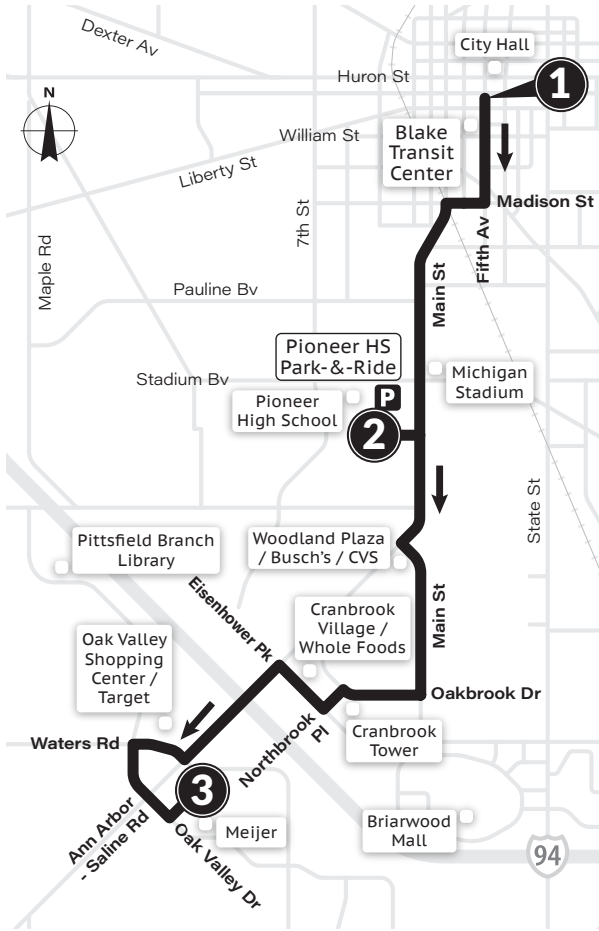 Dexter Av
City Hall
Huron St
1
N
William St
Blake
Transit
Center
Liberty St
Madison St
7th St
Fifth Av
Maple Rd
Main St
Pauline Bv
Pioneer HS
Park-&-Ride
Stadium Bv
Michigan
Stadium
P
Pioneer
High School
2
State St
Pittsfield Branch
Library
Woodland Plaza
/ Busch's / CVS
Eisenhower Pk
Cranbrook
Village /
Whole Foods
Main St
Oak Valley
Shopping
Center /
Target
Oakbrook Dr
Northbrook
Pl
Cranbrook
Tower
Waters Rd
3
Ann Arbor
- Saline Rd
Oak Valley Dr
Meijer
Briarwood
Mall
94